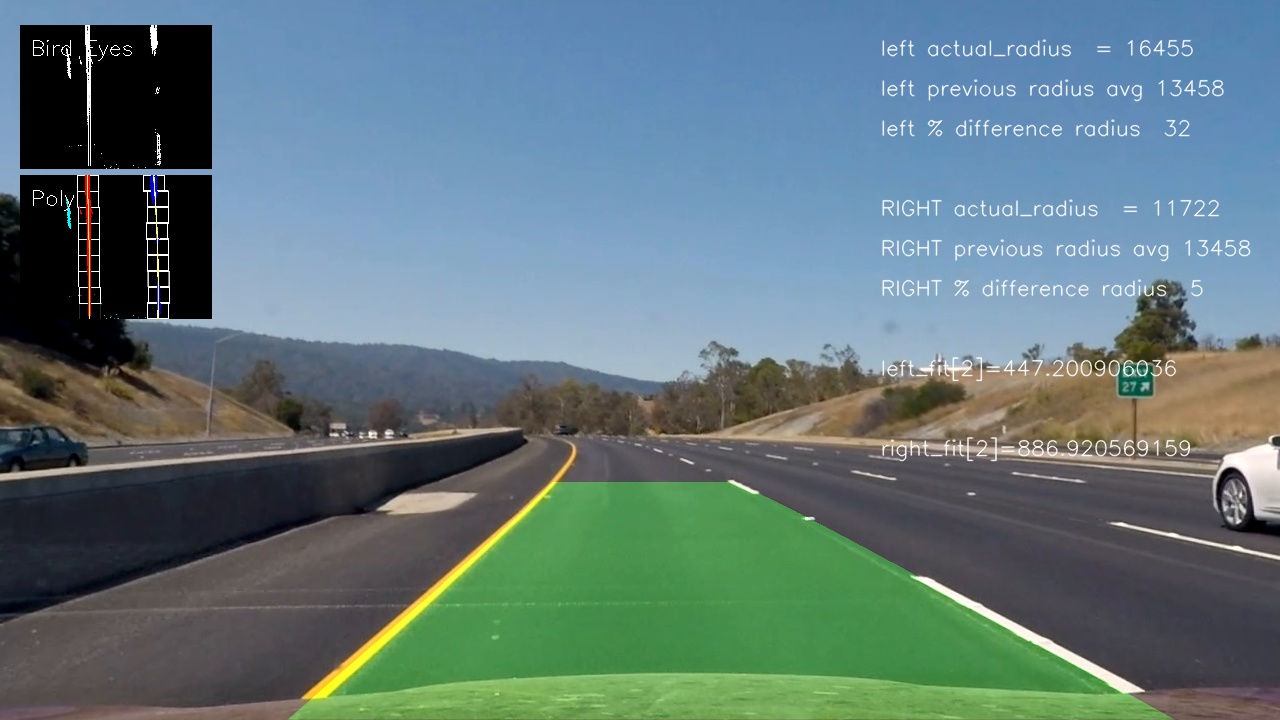 Bird Eyes
Poly
left actual_radius = 16455
left previous radius avg 13458
left % difference radius 32
RIGHT actual_radius = 11722
RIGHT previous radius avg 13458
RIGHT % difference radius 5
left_fit[2]=447.200906036
27
right_fit[2]=886.920569159